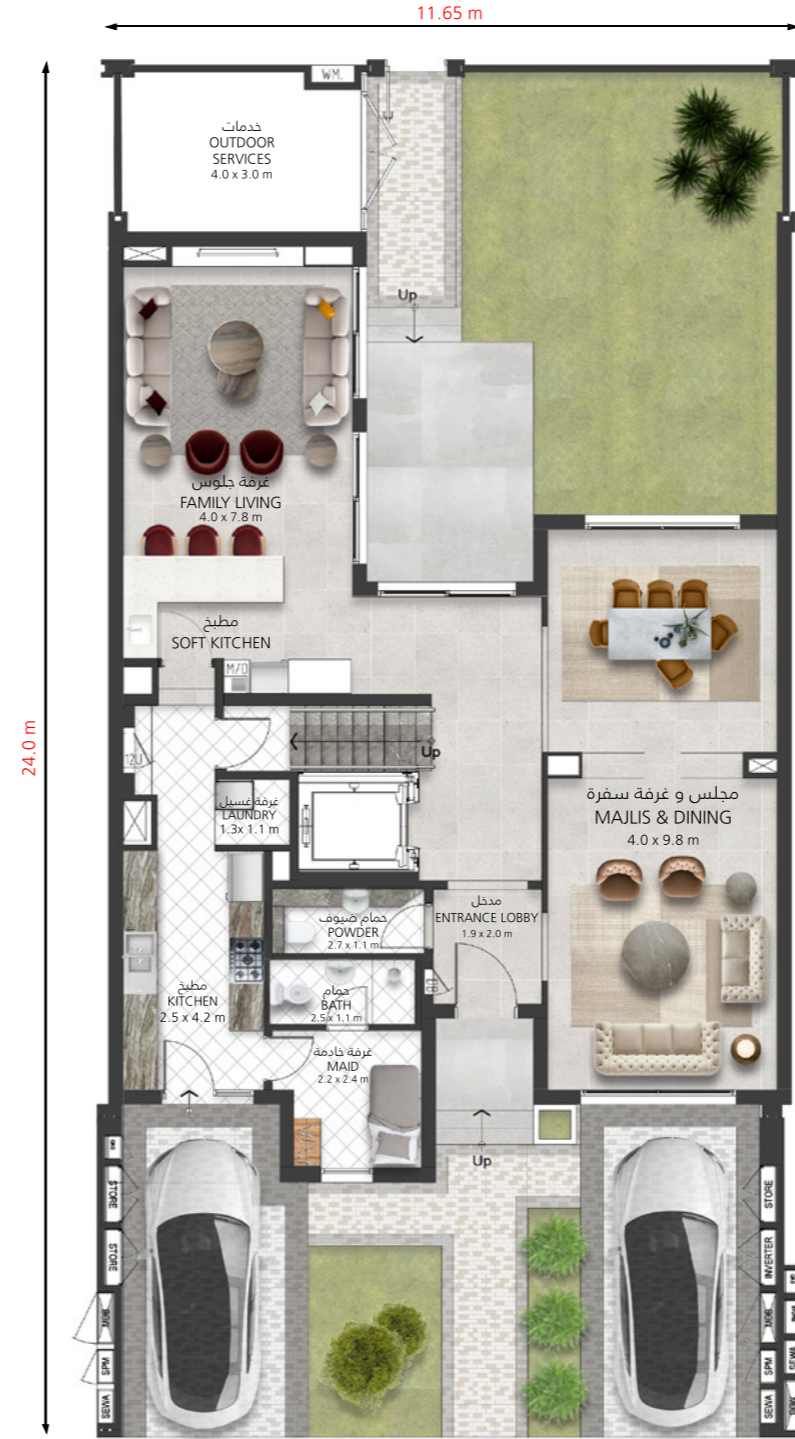 11.65 m
WM.
خدمات
OUTDOOR
SERVICES
4.0 x 3.0 m
Up
غرفة جلوس
FAMILY LIVING
4.0 x 7.8 m
مطبخ
SOFT KITCHEN
M/O
24.0 m
Up
12U
غرفة غسيل
LAUNDRY
1.3x 1.1 m
مجلس و غرفة سفرة
MAJLIS & DINING
4.0 x 9.8 m
حمام ضيوف
POWDER
2.7 x 1.1 m
مدخل
ENTRANCE LOBBY
1.9 x 2.0 m
مطبخ
KITCHEN
2.5 x 4.2 m
حمام
BATH
2.5 x 1.1 m
غرفة خادمة
MAID
2.2 x 2.4 m
Up
STORE
STORE
SPM
SEWA
STORE
INVERTER
SPM
SEWA
SEWA